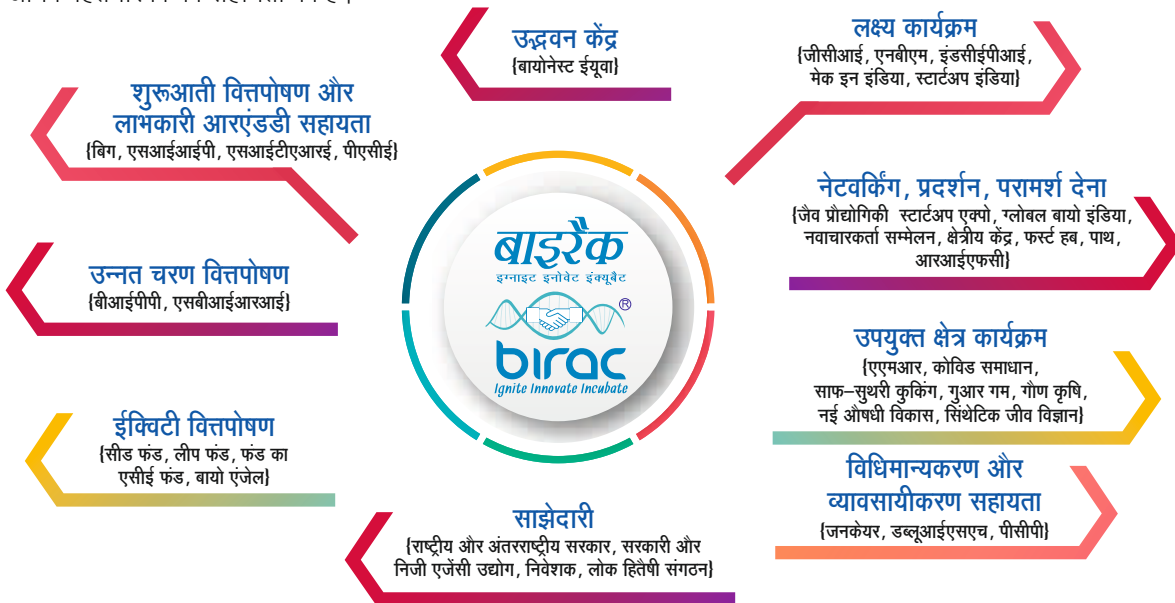 उद्भवन केंद्र
{बायोनेस्ट ईयूवा}
लक्ष्य कार्यक्रम
{जीसीआई, एनबीएम, इंडसीईपीआई,
मेक इन इंडिया, स्टार्टअप इंडिया}
शुरूआती वित्तपोषण और
लाभकारी आरएंडडी सहायता
{बिग, एसआईआईपी, एसआईटीएआरई, पीएसीई}
नेटवर्किंग, प्रदर्शन, परामर्श देना
{जैव प्रौद्योगिकी स्टार्टअप एक्पो, ग्लोबल बायो इंडिया,
नवाचारकर्ता सम्मेलन, क्षेत्रीय केंद्र, फर्स्ट हब, पाथ,
आरआईएफसी}
उन्नत चरण वित्तपोषण
{बीआईपीपी, एसबीआईआरआई}
बाइरैक
इग्नाइट इनोवेट इंक्यूबैट
®
birac
Ignite Innovate Incubate
उपयुक्त क्षेत्र कार्यक्रम
{एएमआर, कोविड समाधान,
साफ–सुथरी कुकिंग, गुआर गम, गौण कृषि,
नई औषधी विकास, सिंथेटिक जीव विज्ञान}
ईक्विटी वित्तपोषण
{सीड फंड, लीप फंड, फंड का
एसीई फंड, बायो एंजेल}
विधिमान्यकरण और
व्यावसायीकरण सहायता
{जनकेयर, डब्लूआईएसएच, पीसीपी}
साझेदारी
{राष्ट्रीय और अंतरराष्ट्रीय सरकार, सरकारी और
निजी एजेंसी उद्योग, निवेशक, लोक हितैषी संगठन}